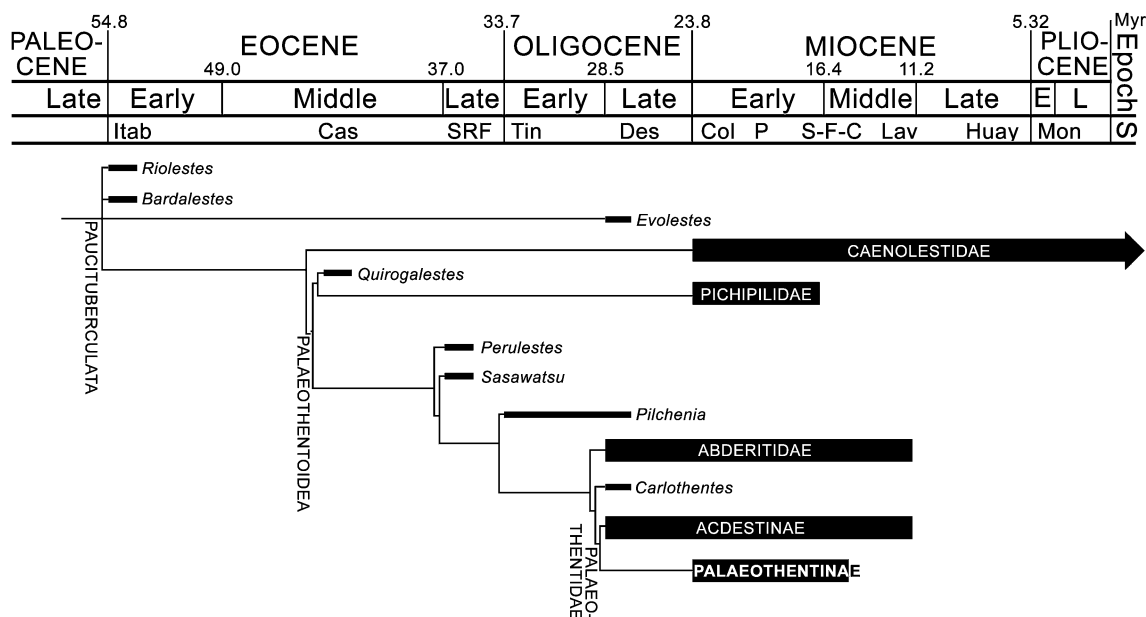 54.8 33.7 23.8 5.32 Myr
PALEO-
CENE
EOCENE
OLIGOCENE
MIOCENE
PLIO-
CENE
Epoch
49.0 37.0 28.5 16.4 11.2
Late Early Middle Late Early Late Early Middle Late E L
Itab Cas SRF Tin Des Col P S-F-C Lav Huay Mon S
Riolestes
Bardalestes
Evolestes
PAUCITUBERCULATA
CAENOLESTIDAE
Quirogalestes
PICHIPILIDAE
PALAEOTHENTOIDEA
Perulestes
Sasawatsu
Pilchenia
ABDERITIDAE
Carlothentes
ACDESTINAE
PALAEO-
THENTIDAE
PALAEOTHENTINAE